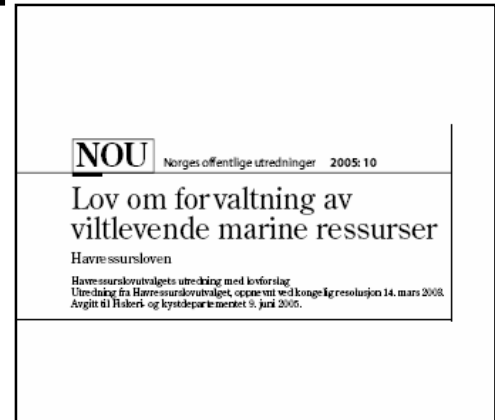 NOU Norges offentlige utredninger 2005: 10
Lov om forvaltning av
viltlevende marine ressurser
Havressursloven
Havressurslovutvalgets utredning med lovforslag
Utredning fra Havressurslovutvalget, oppnevnt ved kongelig resolusjon 14. mars 2003.
Avgitt til Fiskeri- og kystdepartementet 9. juni 2005.